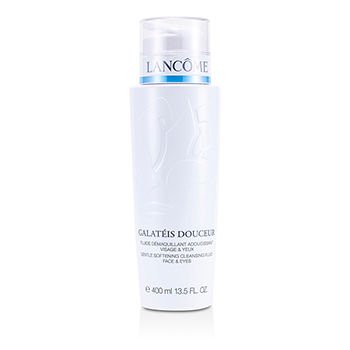 LANCÔME
GALATÉIS DOUCEUR
FLUIDE DÉMAQUILLANT ADOUCISSANT
VISAGE & YEUX
GENTLE SOFTENING CLEANSING FLUID
FACE & EYES
℮ 400 ml 13.5 FL. OZ.